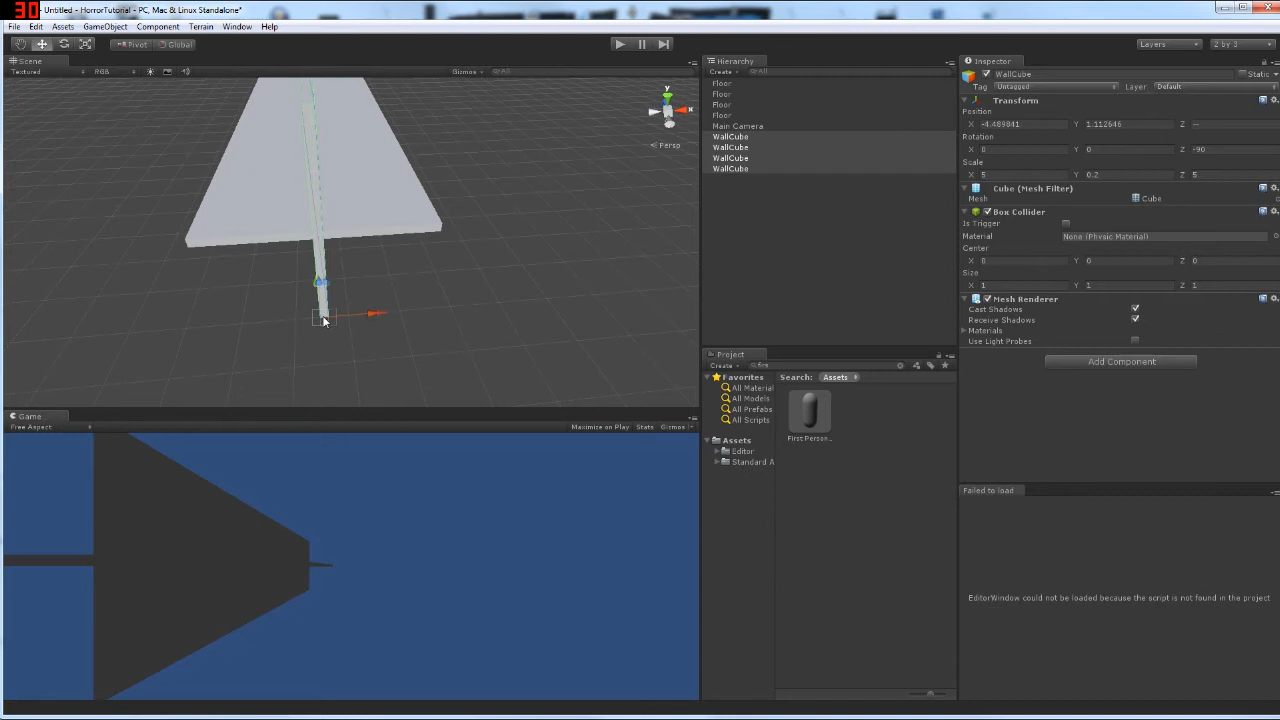 30
Untitled - HorrorTutorial - PC, Mac & Linux Standalone*
File Edit Assets GameObject Component Terrain Window Help
Pivot Global Layers 2 by 3
Scene
Textured RGB Gizmos All
y
x
Persp
Game
Free Aspect Maximize on Play Stats Gizmos
Hierarchy
Create All
Floor
Floor
Floor
Floor
Main Camera
WallCube
WallCube
WallCube
WallCube
Project
Create firs
Favorites
All Material
All Models
All Prefabs
All Scripts
Assets
Editor
Standard A
Search: Assets
First Person...
Inspector
WallCube Static
Tag Untagged Layer Default
Transform
Position
X -4.489841 Y 1.112646 Z —
Rotation
X 0 Y 0 Z -90
Scale
X 5 Y 0.2 Z 5
Cube (Mesh Filter)
Mesh Cube
Box Collider
Is Trigger
Material None (Physic Material)
Center
X 0 Y 0 Z 0
Size
X 1 Y 1 Z 1
Mesh Renderer
Cast Shadows
Receive Shadows
Materials
Use Light Probes
Add Component
Failed to load
EditorWindow could not be loaded because the script is not found in the project